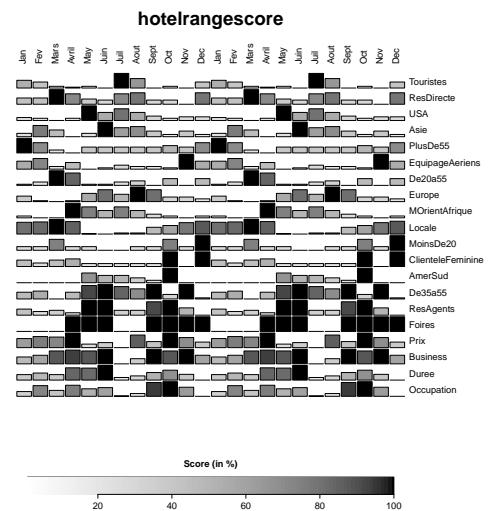 hotelrangescore
Jan Fev Mars Avril May Juin Juil Aout Sept Oct Nov Dec Jan Fev Mars Avril May Juin Juil Aout Sept Oct Nov Dec
Touristes
ResDirecte
USA
Asie
PlusDe55
EquipageAeriens
De20a55
Europe
MOrientAfrique
Locale
MoinsDe20
ClienteleFeminine
AmerSud
De35a55
ResAgents
Foires
Prix
Business
Duree
Occupation
Score (in %)
20 40 60 80 100